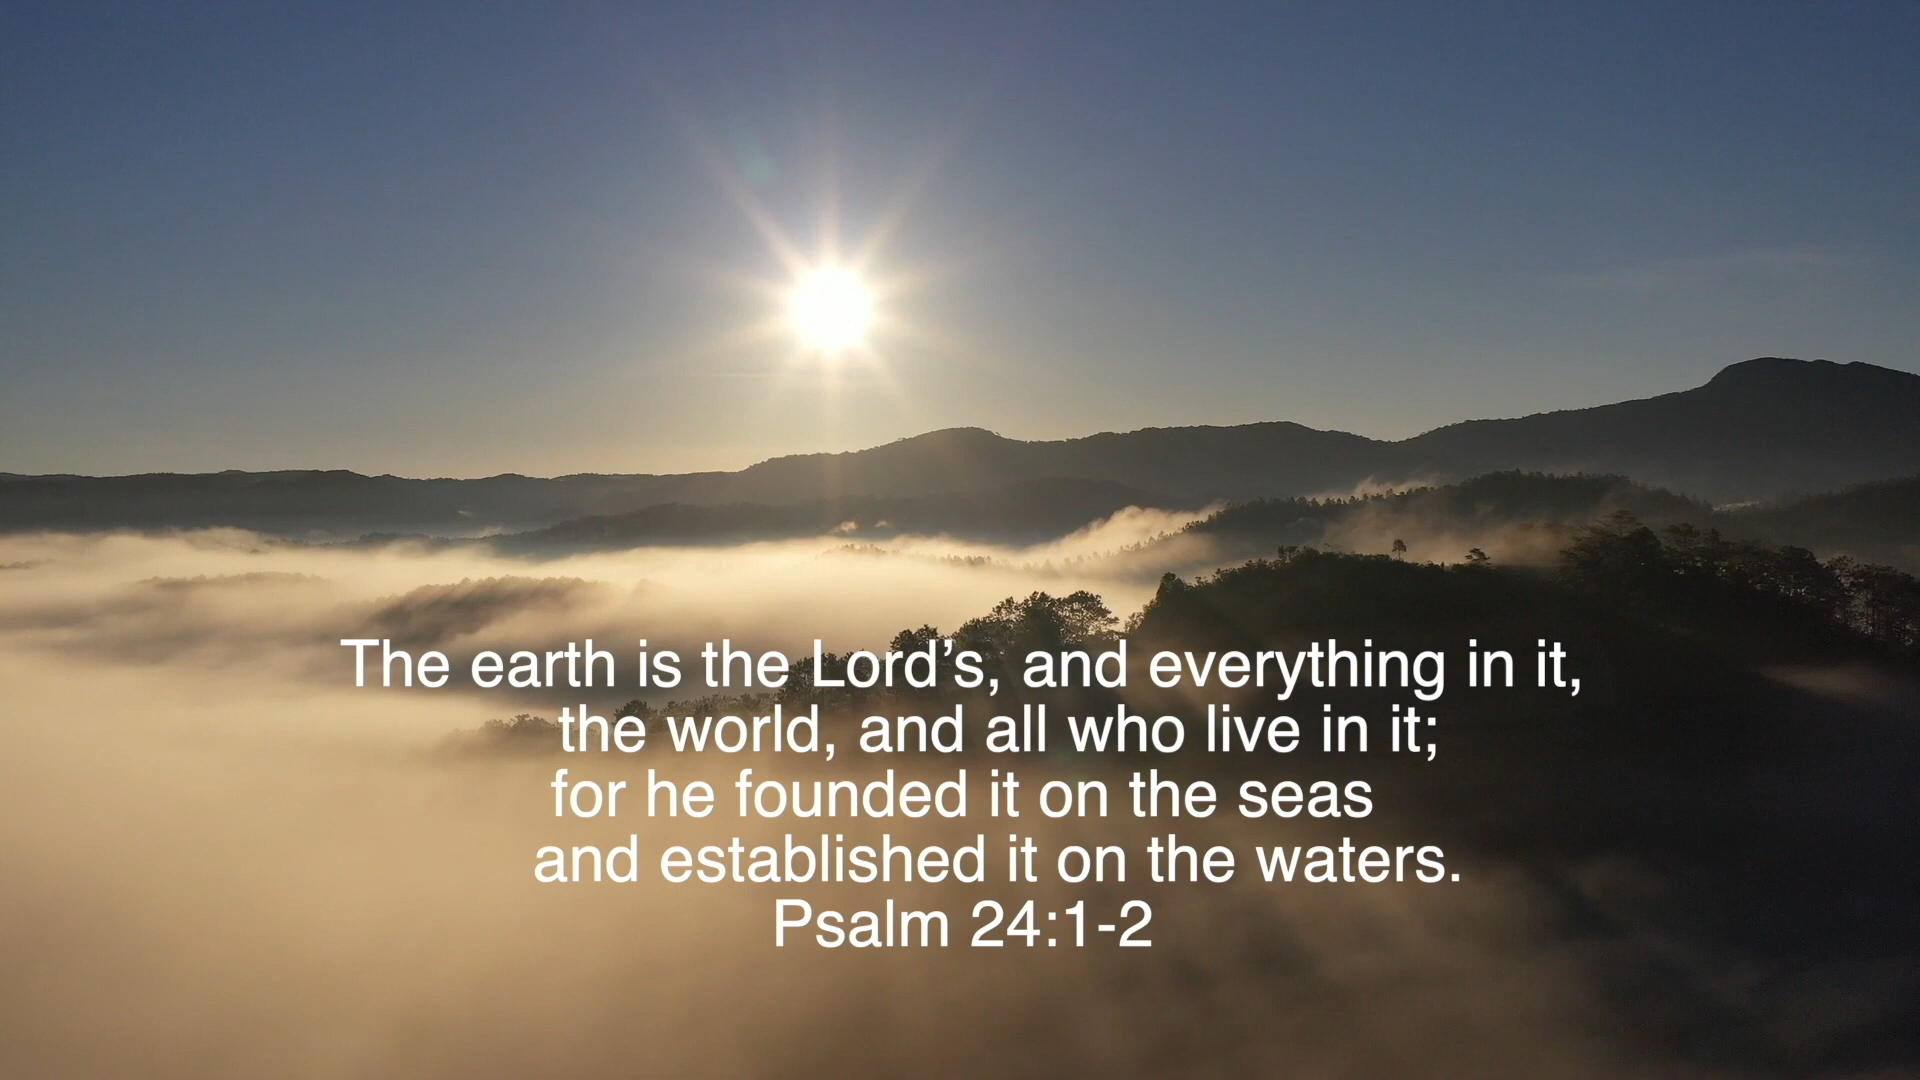 The earth is the Lord’s, and everything in it,
the world, and all who live in it;
for he founded it on the seas
and established it on the waters.
Psalm 24:1-2